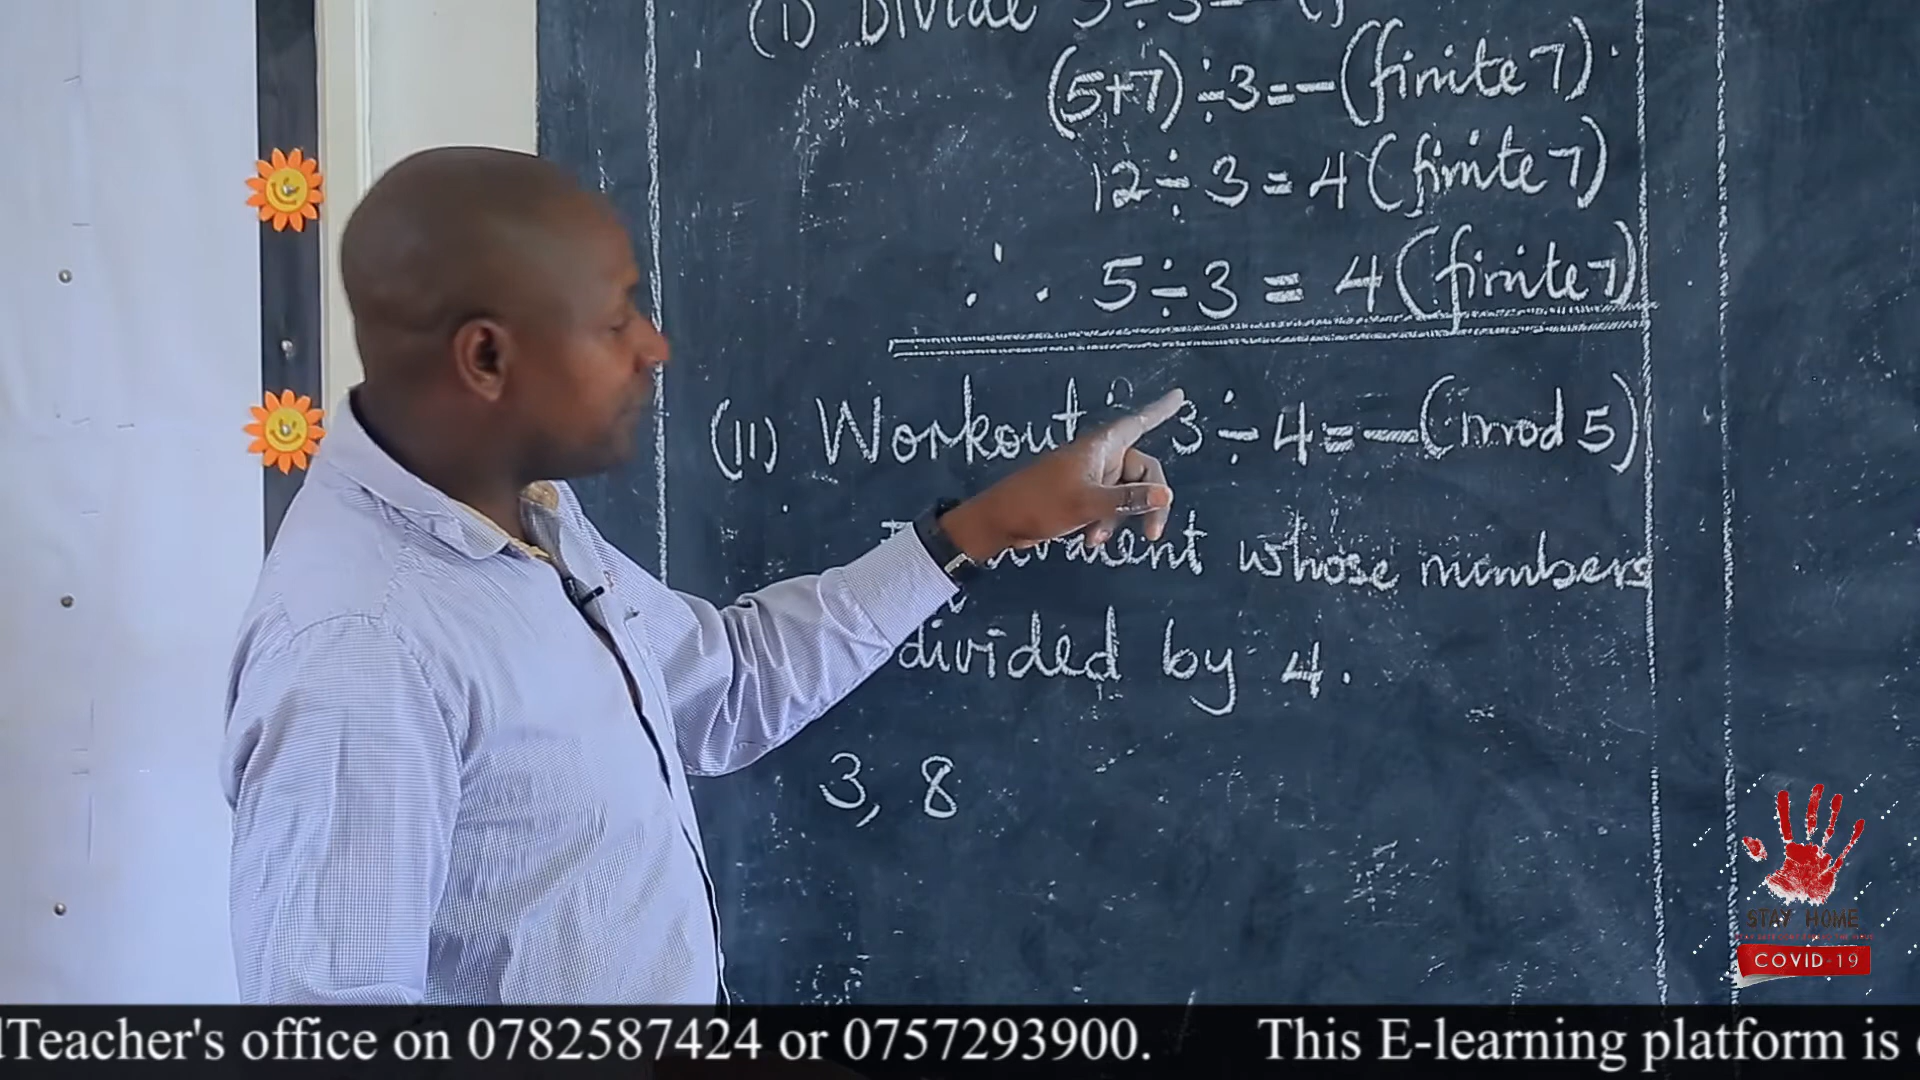 (I) Divide 5÷3=
(5+7)÷3=—(finite 7)
12÷3=4(finite 7)
∴ 5÷3=4(finite 7)
(II) Workout: 3÷4=—(mod 5)
whose members
divided by 4.
3, 8
STAY HOME
COVID-19
Teacher's office on 0782587424 or 0757293900. This E-learning platform is